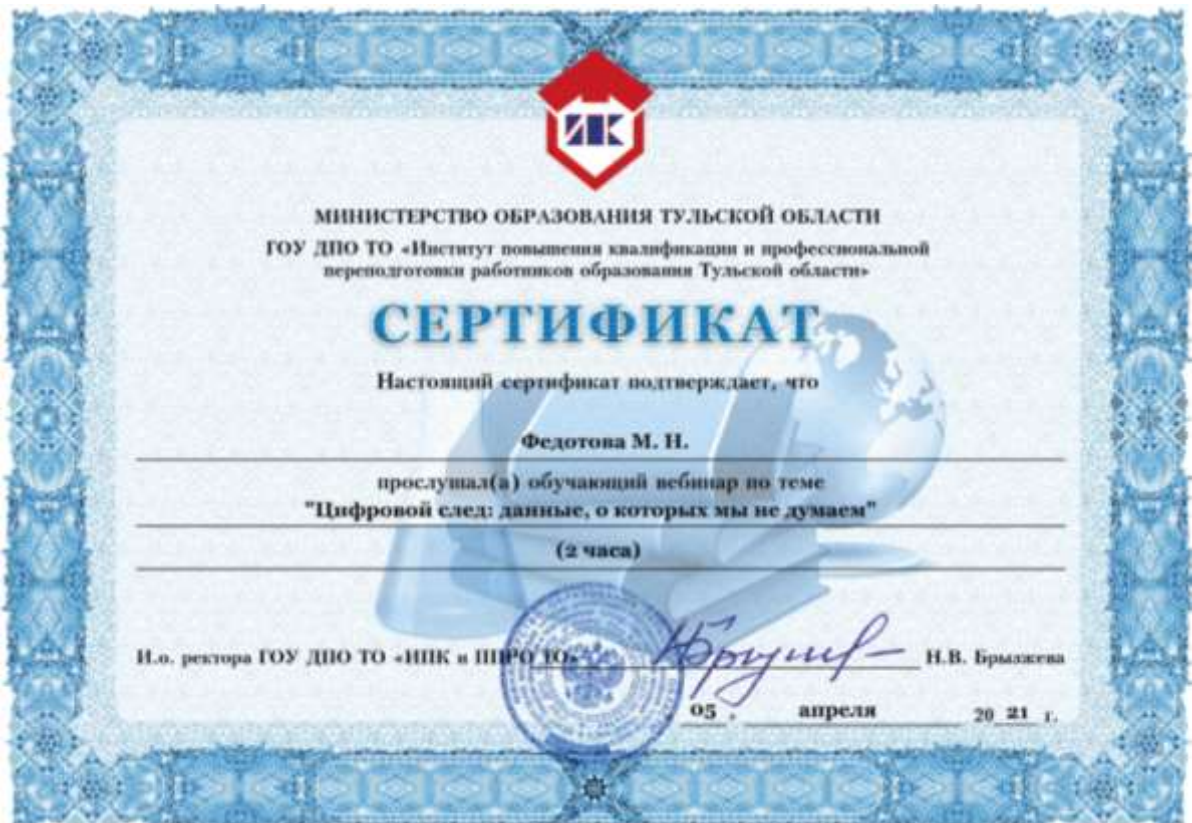 ИПК
МИНИСТЕРСТВО ОБРАЗОВАНИЯ ТУЛЬСКОЙ ОБЛАСТИ
ГОУ ДПО ТО «Институт повышения квалификации и профессиональной
переподготовки работников образования Тульской области»
СЕРТИФИКАТ
Настоящий сертификат подтверждает, что
Федотова М. Н.
прослушал(а) обучающий вебинар по теме
"Цифровой след: данные, о которых мы не думаем"
(2 часа)
И.о. ректора ГОУ ДПО ТО «ИПК и ППРО ТО» Н.В. Брызжева
05 , апреля 20 21 г.